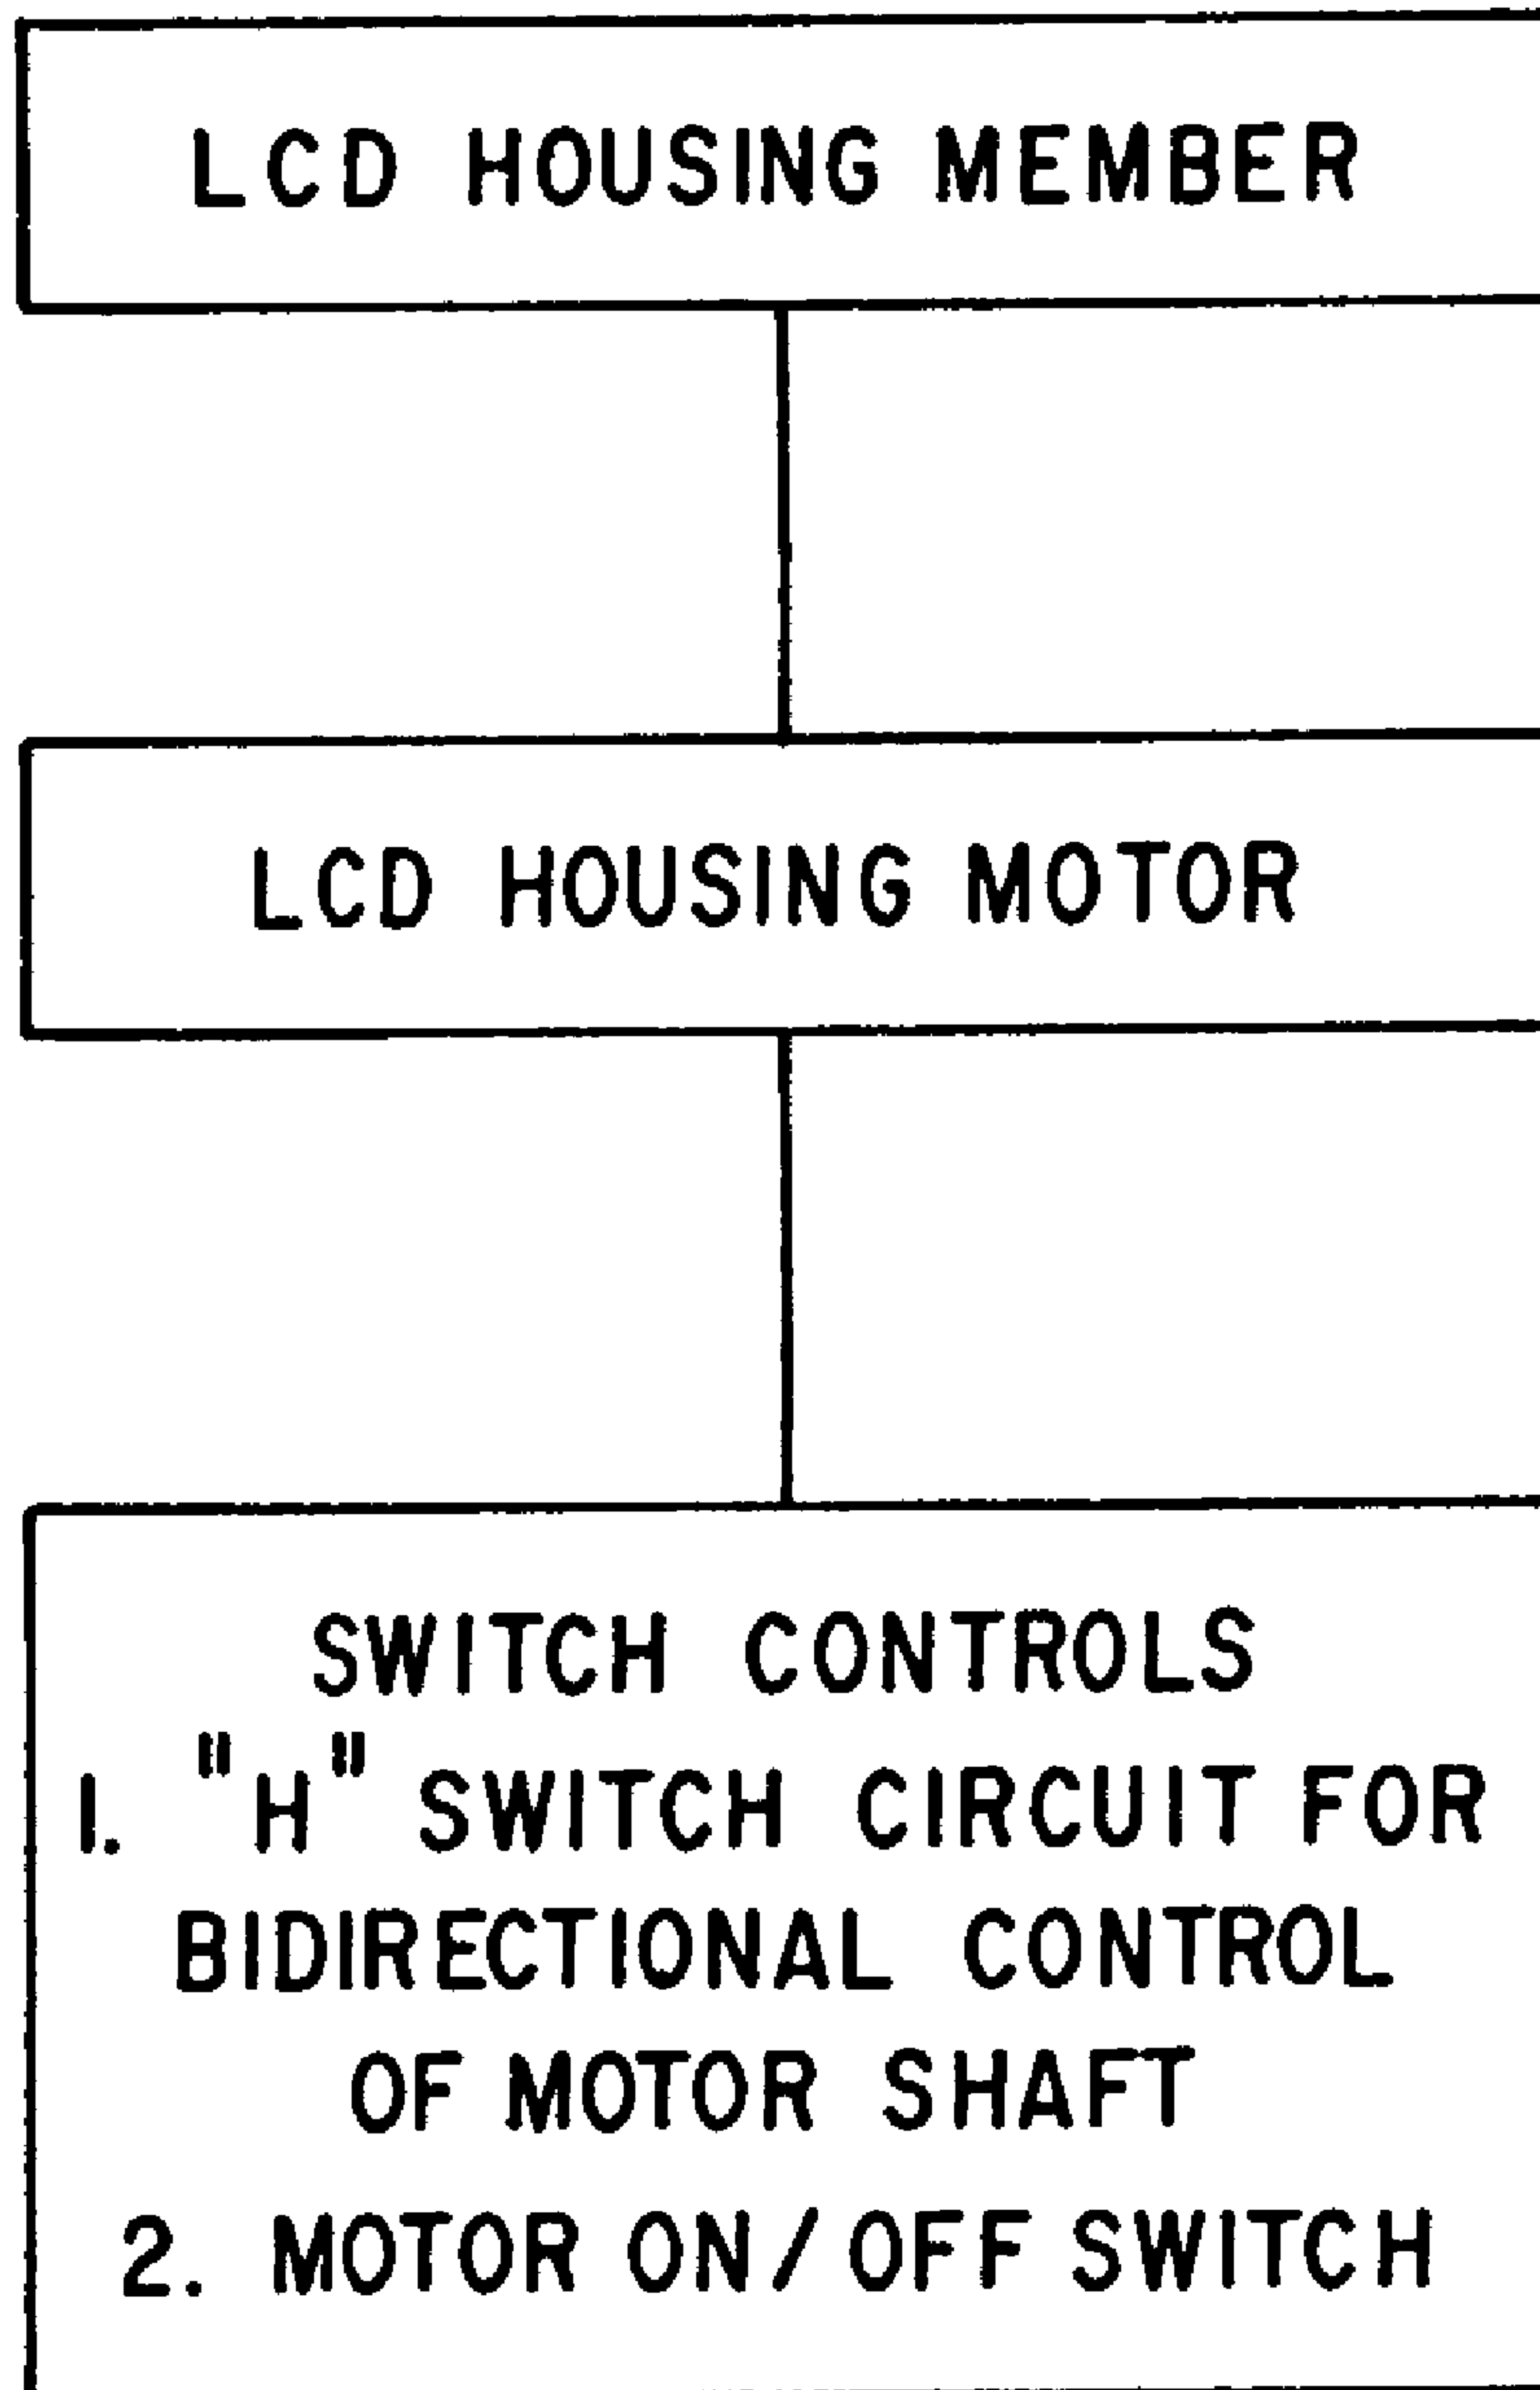 LCD HOUSING MEMBER
LCD HOUSING MOTOR
SWITCH CONTROLS
1. "H" SWITCH CIRCUIT FOR
BIDIRECTIONAL CONTROL
OF MOTOR SHAFT
2. MOTOR ON/OFF SWITCH